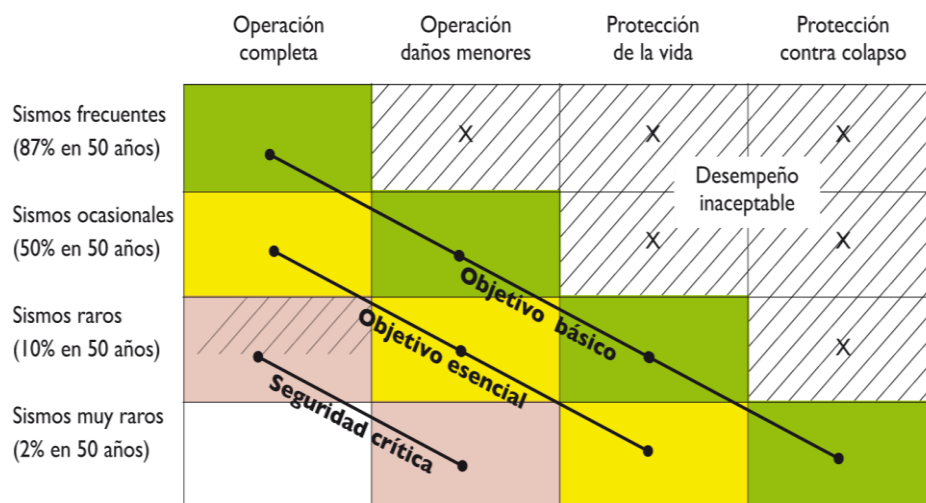 Operación
completa
Operación
daños menores
Protección
de la vida
Protección
contra colapso
Sismos frecuentes
(87% en 50 años)
X
X
X
Desempeño
inaceptable
Sismos ocasionales
(50% en 50 años)
X
X
Objetivo básico
Sismos raros
(10% en 50 años)
X
Objetivo esencial
Seguridad crítica
Sismos muy raros
(2% en 50 años)